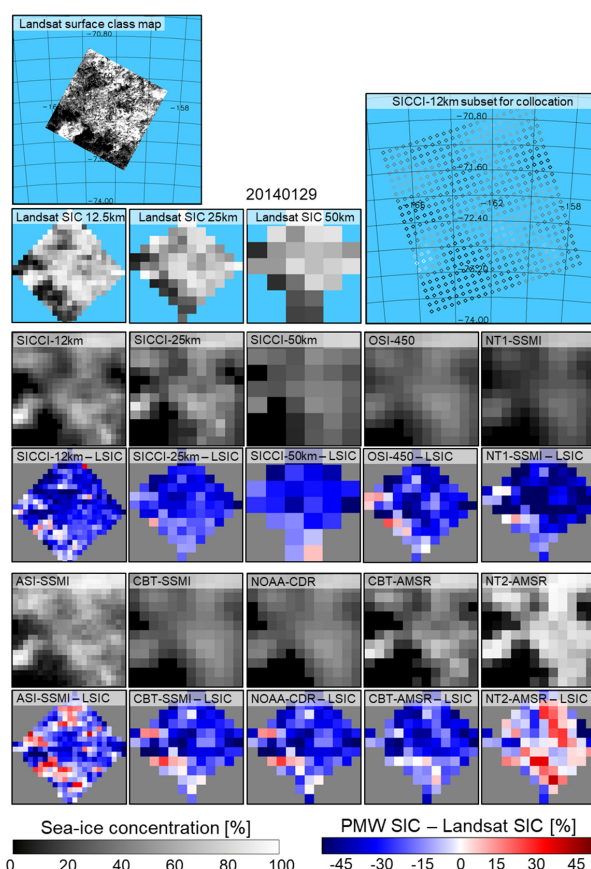 Landsat surface class map
-70.80
-158
-74.00
SICCI-12km subset for collocation
-70.80
-71.60
-158
-162
-166
-72.40
-73.20
-74.00
20140129
Landsat SIC 12.5km
Landsat SIC 25km
Landsat SIC 50km
SICCI-12km
SICCI-25km
SICCI-50km
OSI-450
NT1-SSMI
SICCI-12km – LSIC
SICCI-25km – LSIC
SICCI-50km – LSIC
OSI-450 – LSIC
NT1-SSMI – LSIC
ASI-SSMI
CBT-SSMI
NOAA-CDR
CBT-AMSR
NT2-AMSR
ASI-SSMI – LSIC
CBT-SSMI – LSIC
NOAA-CDR – LSIC
CBT-AMSR – LSIC
NT2-AMSR – LSIC
Sea-ice concentration [%]
0 20 40 60 80 100
PMW SIC – Landsat SIC [%]
-45 -30 -15 0 15 30 45